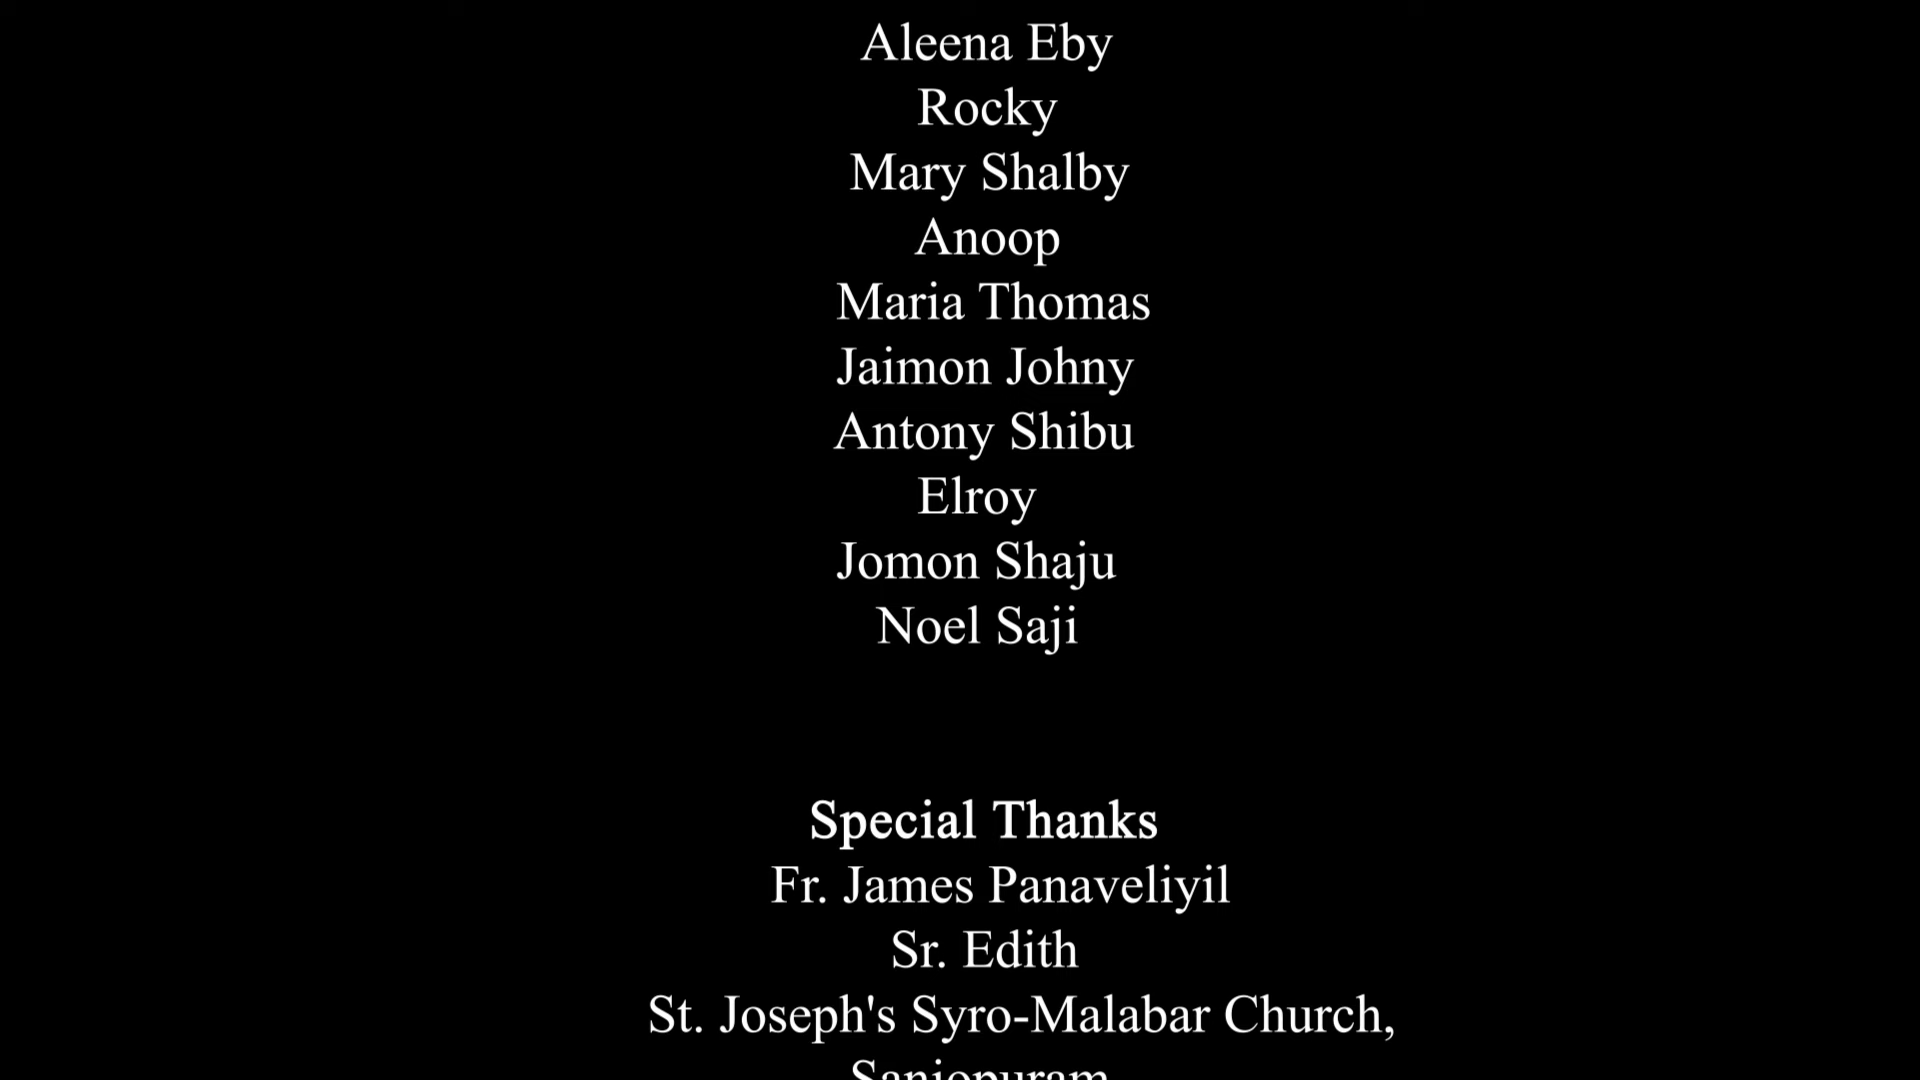 Aleena Eby
Rocky
Mary Shalby
Anoop
Maria Thomas
Jaimon Johny
Antony Shibu
Elroy
Jomon Shaju
Noel Saji
Special Thanks
Fr. James Panaveliyil
Sr. Edith
St. Joseph's Syro-Malabar Church,